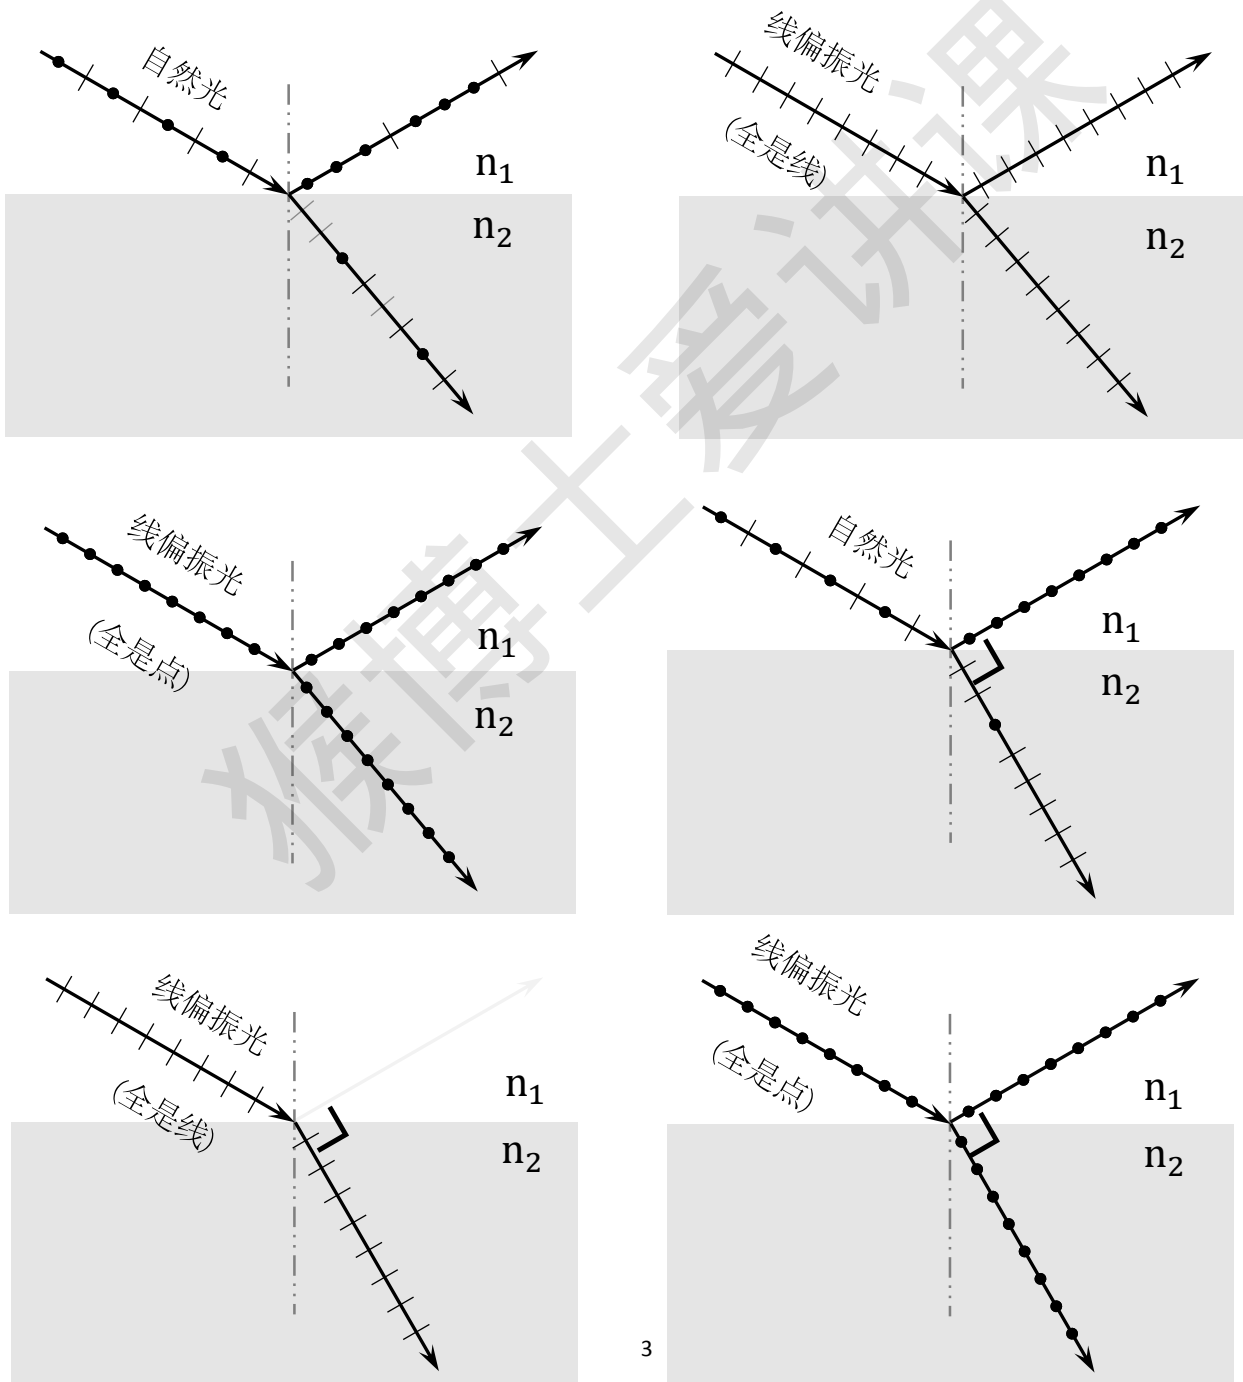 自然光
n₁
n₂
线偏振光
(全是线)
n₁
n₂
线偏振光
(全是点)
n₁
n₂
自然光
n₁
n₂
线偏振光
(全是线)
n₁
n₂
线偏振光
(全是点)
n₁
n₂
3
猴博士爱讲课